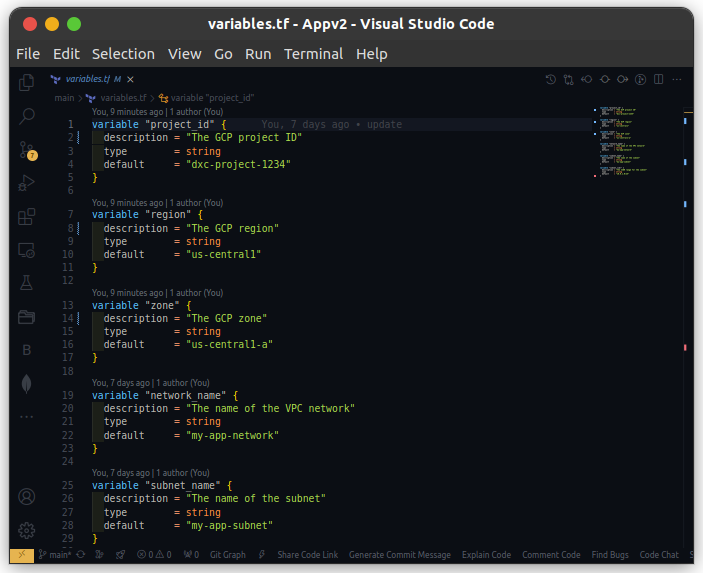 variables.tf - Appv2 - Visual Studio Code
File Edit Selection View Go Run Terminal Help
variables.tf M
main > variables.tf > variable "project_id"
You, 9 minutes ago | 1 author (You)
1 variable "project_id" { You, 7 days ago • update
2 description = "The GCP project ID"
3 type = string
4 default = "dxc-project-1234"
5 }
6
You, 9 minutes ago | 1 author (You)
7 variable "region" {
8 description = "The GCP region"
9 type = string
10 default = "us-central1"
11 }
12
You, 9 minutes ago | 1 author (You)
13 variable "zone" {
14 description = "The GCP zone"
15 type = string
16 default = "us-central1-a"
17 }
18
You, 7 days ago | 1 author (You)
19 variable "network_name" {
20 description = "The name of the VPC network"
21 type = string
22 default = "my-app-network"
23 }
24
You, 7 days ago | 1 author (You)
25 variable "subnet_name" {
26 description = "The name of the subnet"
27 type = string
28 default = "my-app-subnet"
29 }
7
B
main* 0 0 0 Git Graph Share Code Link Generate Commit Message Explain Code Comment Code Find Bugs Code Chat S